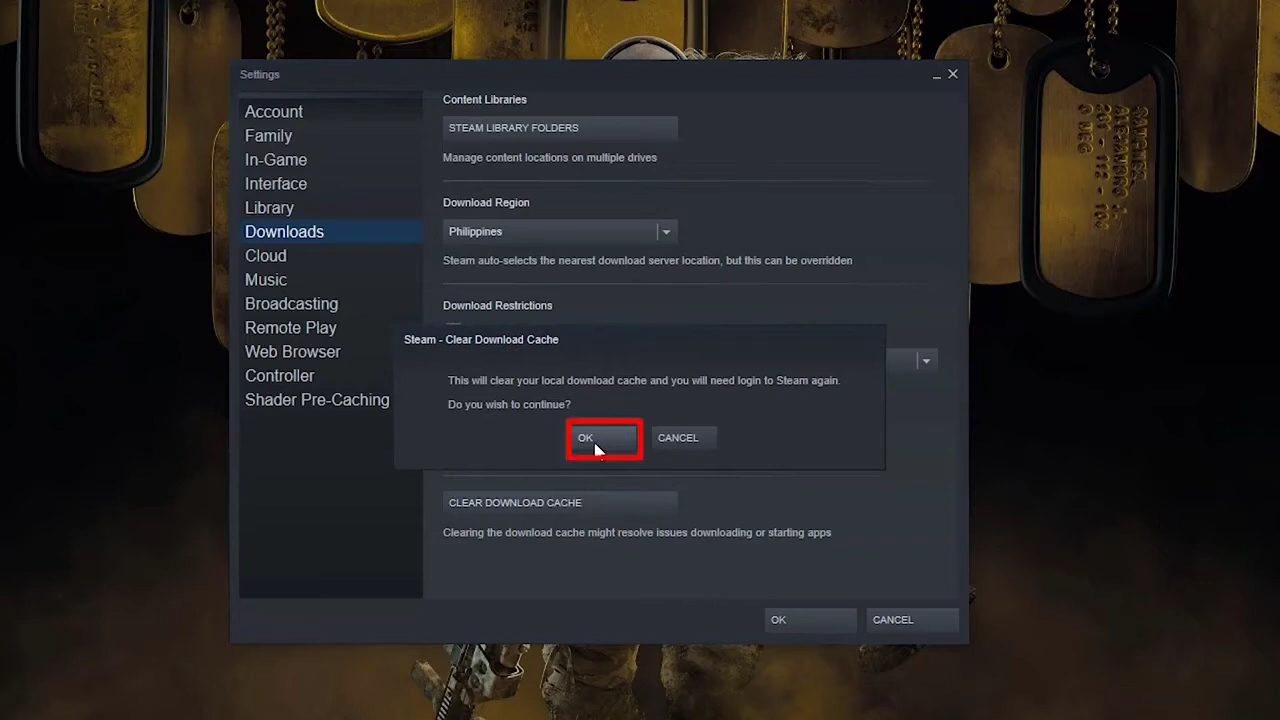 Settings
Account
Family
In-Game
Interface
Library
Downloads
Cloud
Music
Broadcasting
Remote Play
Web Browser
Controller
Shader Pre-Caching
Content Libraries
STEAM LIBRARY FOLDERS
Manage content locations on multiple drives
Download Region
Philippines
Steam auto-selects the nearest download server location, but this can be overridden
Download Restrictions
Steam - Clear Download Cache
This will clear your local download cache and you will need login to Steam again.
Do you wish to continue?
OK
CANCEL
CLEAR DOWNLOAD CACHE
Clearing the download cache might resolve issues downloading or starting apps
OK
CANCEL